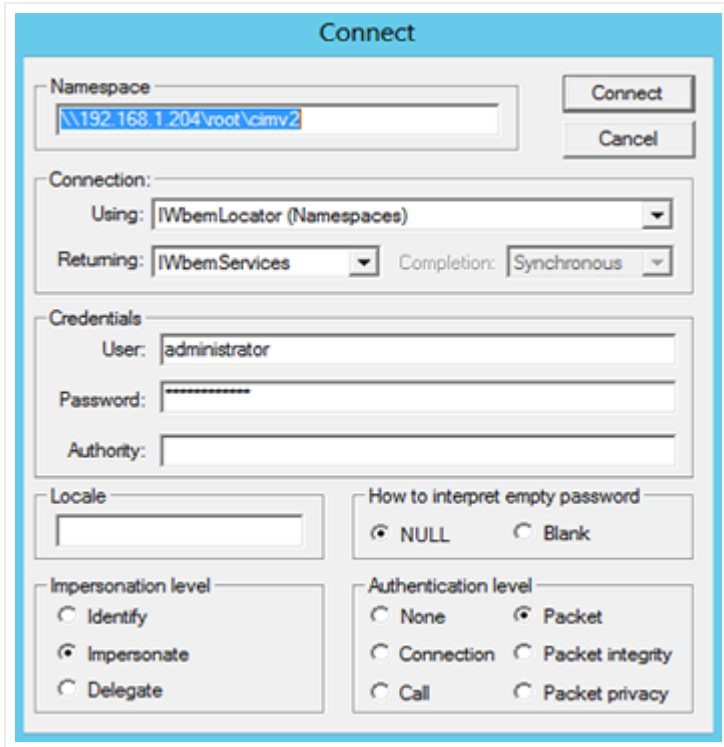 Connect
Namespace
\\192.168.1.204\root\cimv2
Connect
Cancel
Connection:
Using: IWbemLocator (Namespaces)
Returning: IWbemServices Completion: Synchronous
Credentials
User: administrator
Password: *************
Authority:
Locale
How to interpret empty password
NULL Blank
Impersonation level
Identify
Impersonate
Delegate
Authentication level
None Packet
Connection Packet integrity
Call Packet privacy